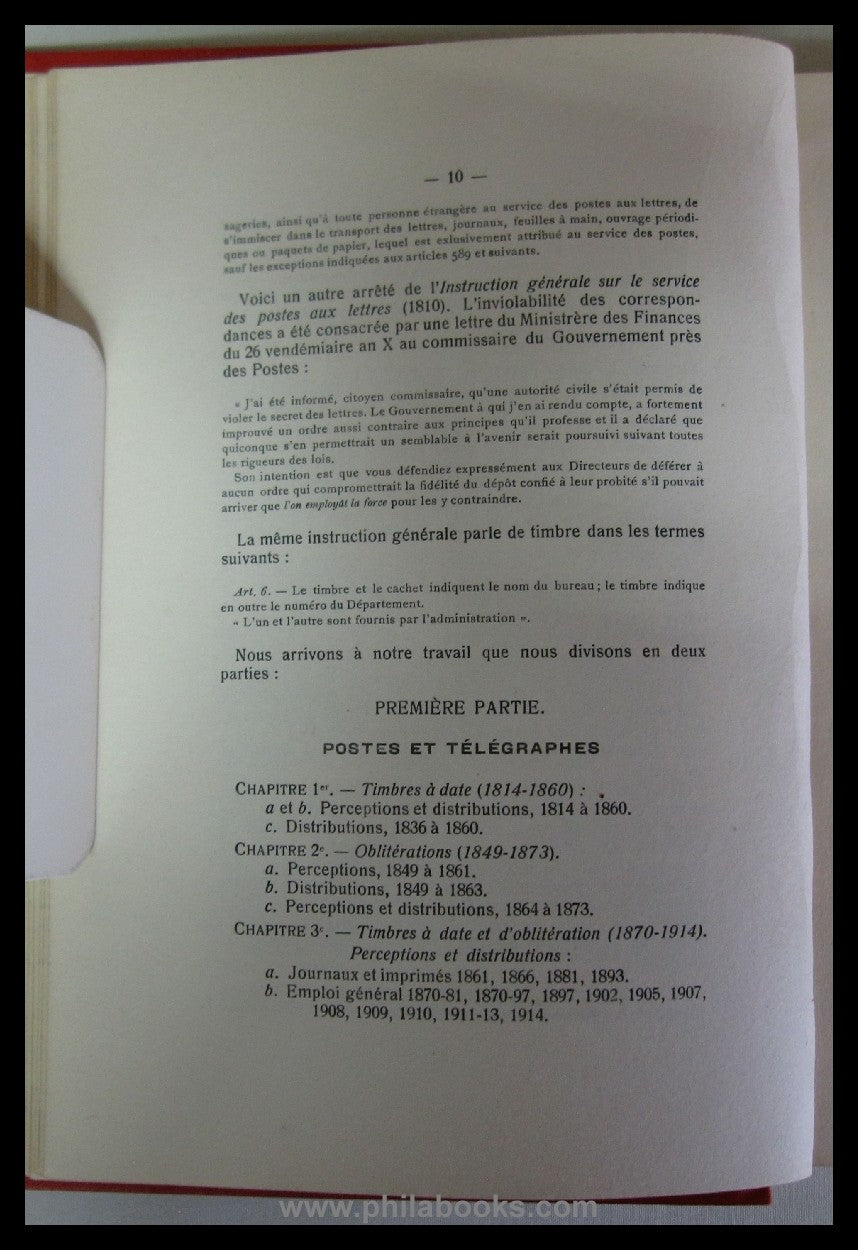 — 10 —
sageries, ainsi qu'à toute personne étrangère au service des postes aux lettres, de
s'immiscer dans le transport des lettres, journaux, feuilles à main, ouvrage périodi-
ques ou paquets de papier, lequel est exlusivement attribué au service des postes,
sauf les exceptions indiquées aux articles 589 et suivants.
Voici un autre arrêté de l'Instruction générale sur le service
des postes aux lettres (1810). L'inviolabilité des correspon-
dances a été consacrée par une lettre du Ministrère des Finances
du 26 vendémiaire an X au commissaire du Gouvernement près
des Postes :
« J'ai été informé, citoyen commissaire, qu'une autorité civile s'était permis de
violer le secret des lettres. Le Gouvernement à qui j'en ai rendu compte, a fortement
improuvé un ordre aussi contraire aux principes qu'il professe et il a déclaré que
quiconque s'en permettrait un semblable à l'avenir serait poursuivi suivant toutes
les rigueurs des lois.
Son intention est que vous défendiez expressément aux Directeurs de déférer à
aucun ordre qui compromettrait la fidélité du dépôt confié à leur probité s'il pouvait
arriver que l'on employât la force pour les y contraindre.
La même instruction générale parle de timbre dans les termes
suivants :
Art. 6. — Le timbre et le cachet indiquent le nom du bureau ; le timbre indique
en outre le numéro du Département.
« L'un et l'autre sont fournis par l'administration ».
Nous arrivons à notre travail que nous divisons en deux
parties :
PREMIÈRE PARTIE.
POSTES ET TÉLÉGRAPHES
CHAPITRE 1er. — Timbres à date (1814-1860) :
a et b. Perceptions et distributions, 1814 à 1860.
c. Distributions, 1836 à 1860.
CHAPITRE 2e. — Oblitérations (1849-1873).
a. Perceptions, 1849 à 1861.
b. Distributions, 1849 à 1863.
c. Perceptions et distributions, 1864 à 1873.
CHAPITRE 3e. — Timbres à date et d'oblitération (1870-1914).
Perceptions et distributions :
a. Journaux et imprimés 1861, 1866, 1881, 1893.
b. Emploi général 1870-81, 1870-97, 1897, 1902, 1905, 1907,
1908, 1909, 1910, 1911-13, 1914.
www.philabooks.com